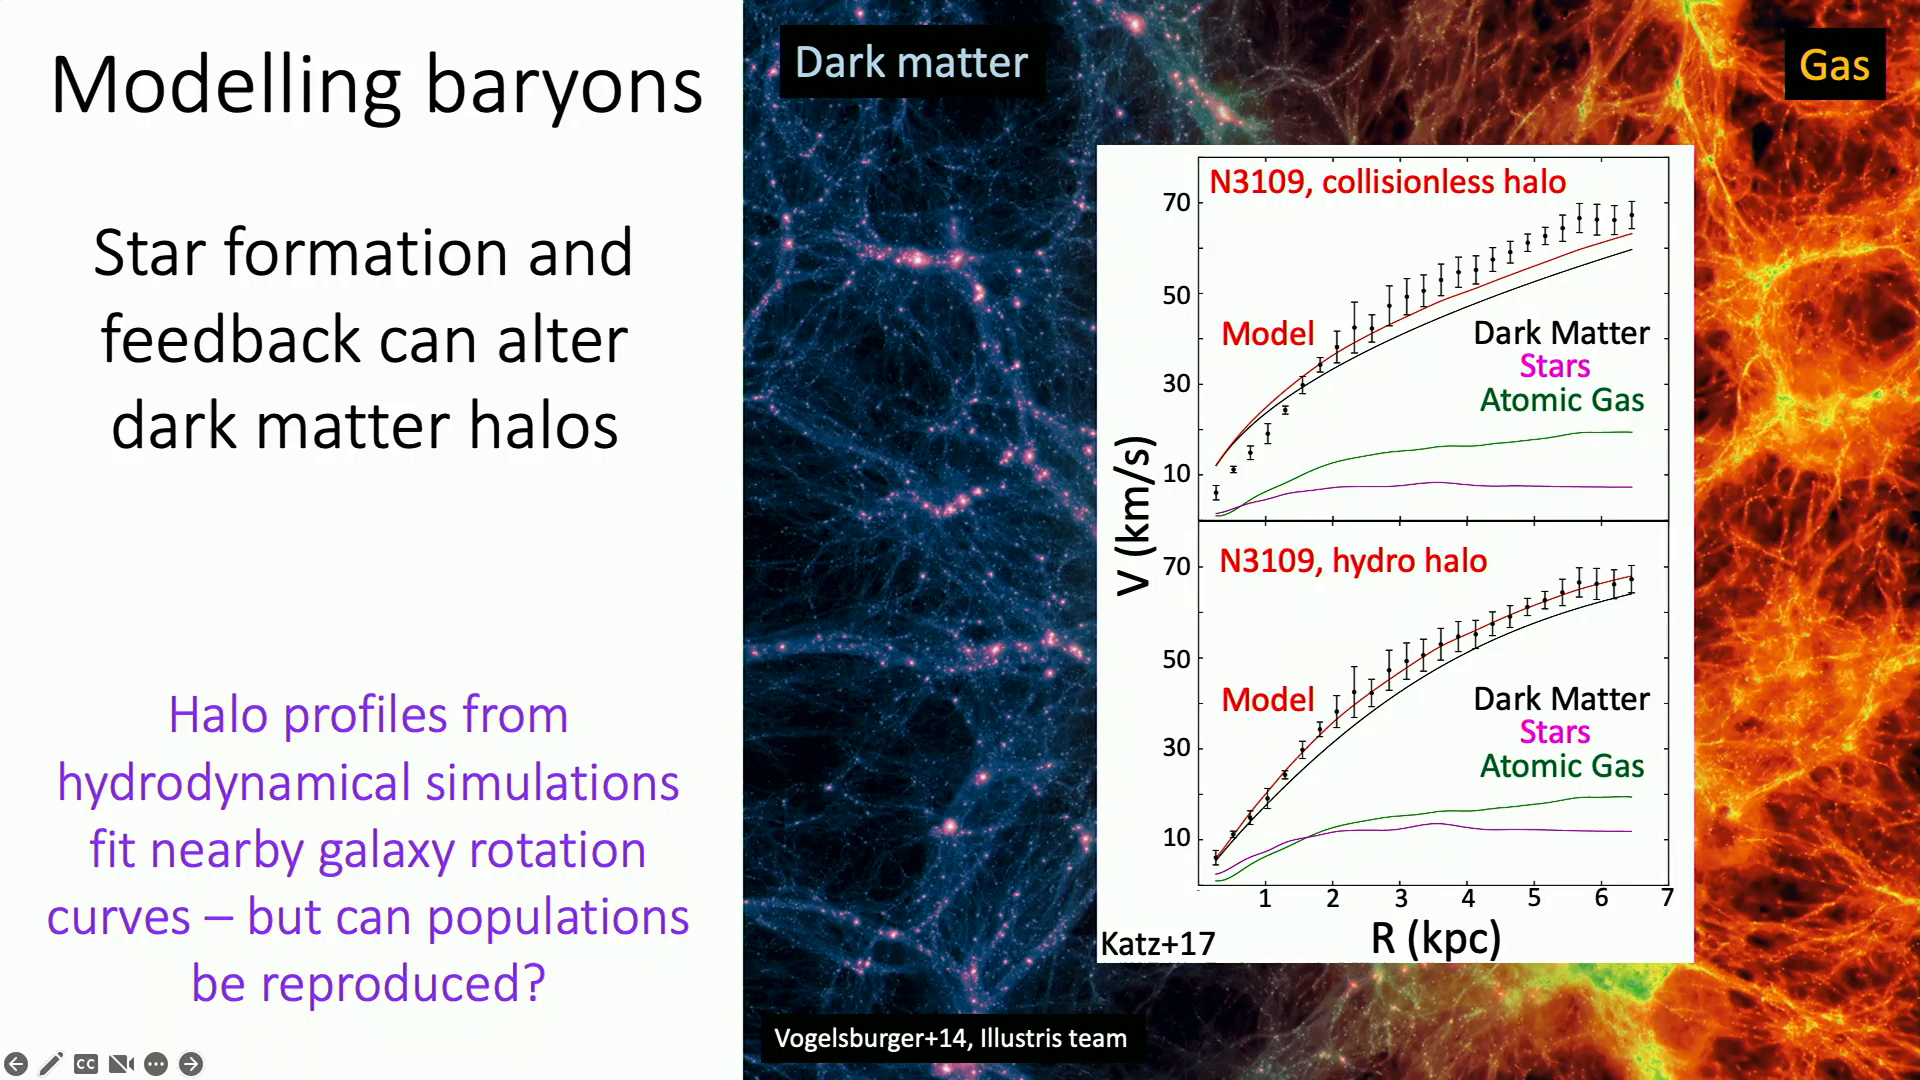 Modelling baryons
Star formation and
feedback can alter
dark matter halos
Halo profiles from
hydrodynamical simulations
fit nearby galaxy rotation
curves – but can populations
be reproduced?
CC
Dark matter
Gas
N3109, collisionless halo
70
50
30
10
Model
Dark Matter
Stars
Atomic Gas
V (km/s)
N3109, hydro halo
70
50
30
10
Model
Dark Matter
Stars
Atomic Gas
1 2 3 4 5 6 7
R (kpc)
Katz+17
Vogelsburger+14, Illustris team